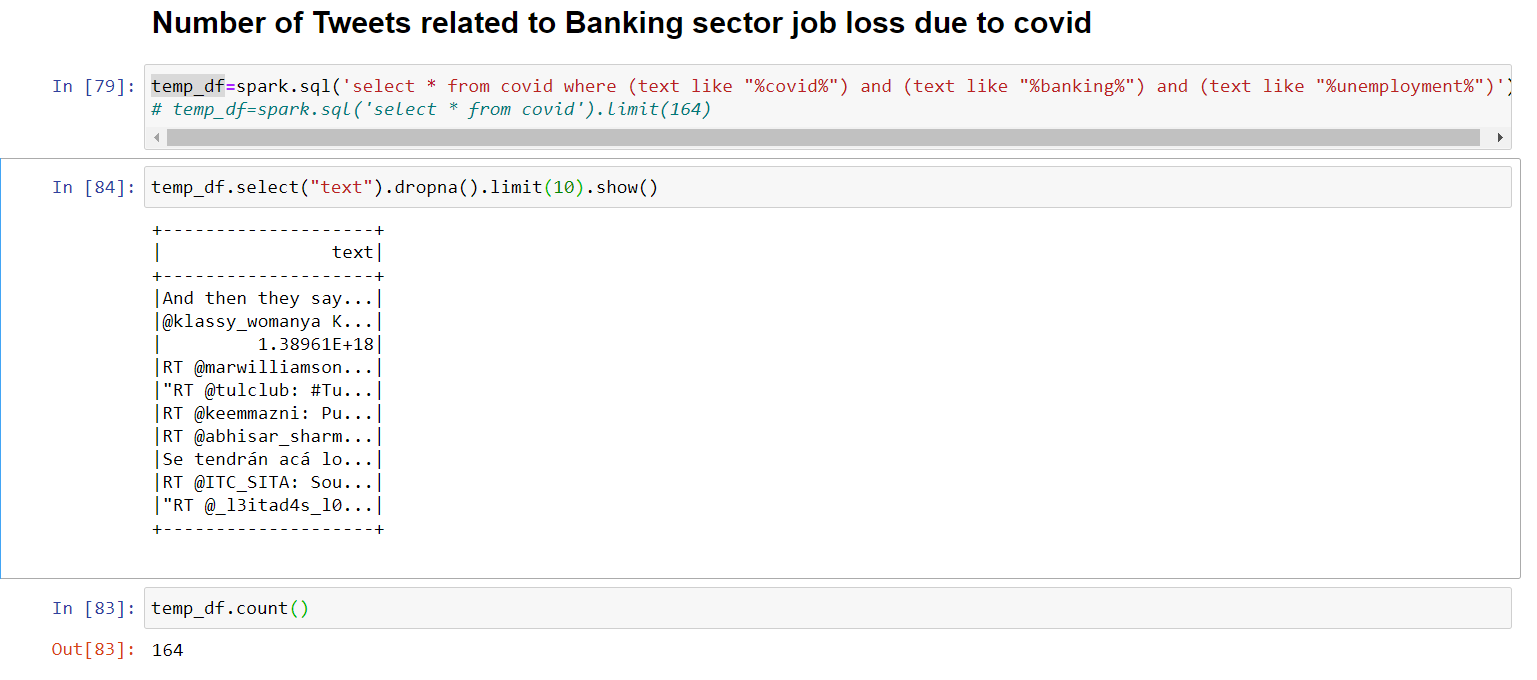 Number of Tweets related to Banking sector job loss due to covid
In [79]: temp_df=spark.sql('select * from covid where (text like "%covid%") and (text like "%banking%") and (text like "%unemployment%")')
# temp_df=spark.sql('select * from covid').limit(164)
In [84]: temp_df.select("text").dropna().limit(10).show()
+--------------------+
|                text|
+--------------------+
|And then they say...|
|@klassy_womanya K...|
|         1.38961E+18|
|RT @marwilliamson...|
|"RT @tulclub: #Tu...|
|RT @keemmazni: Pu...|
|RT @abhisar_sharm...|
|Se tendrán acá lo...|
|RT @ITC_SITA: Sou...|
|"RT @_l3itad4s_l0...|
+--------------------+
In [83]: temp_df.count()
Out[83]: 164